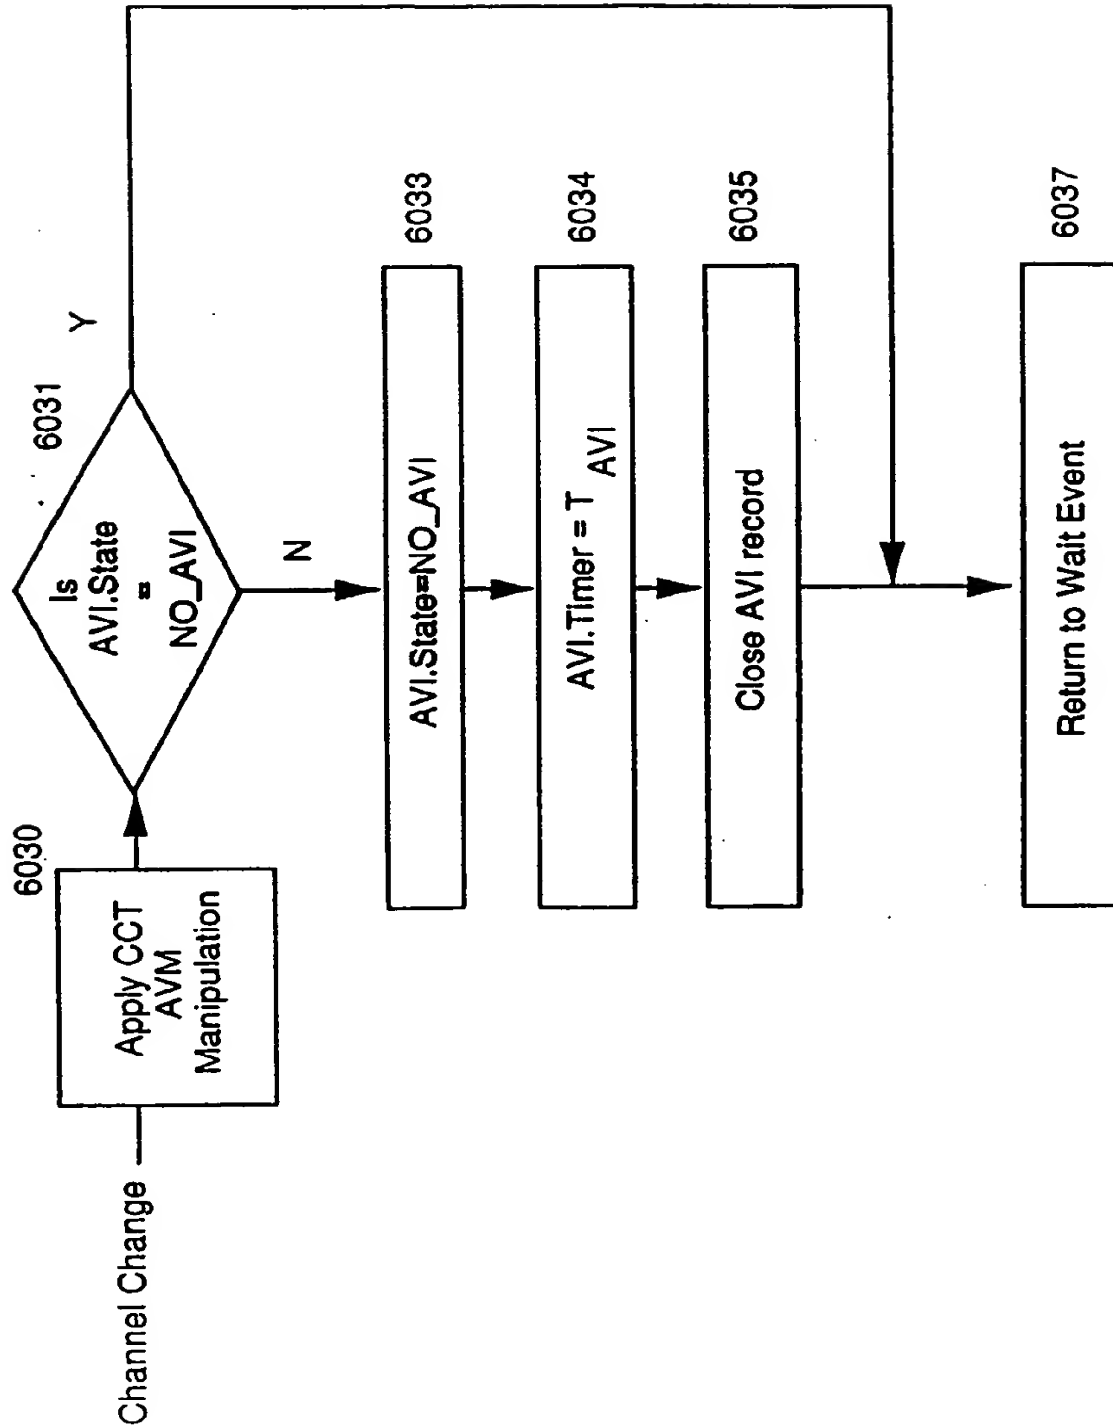 Channel Change
6030
Apply CCT
AVM
Manipulation
6031
Is
AVI.State
=
NO_AVI
Y
N
AVI.State=NO_AVI
6033
AVI.Timer = T AVI
6034
Close AVI record
6035
Return to Wait Event
6037